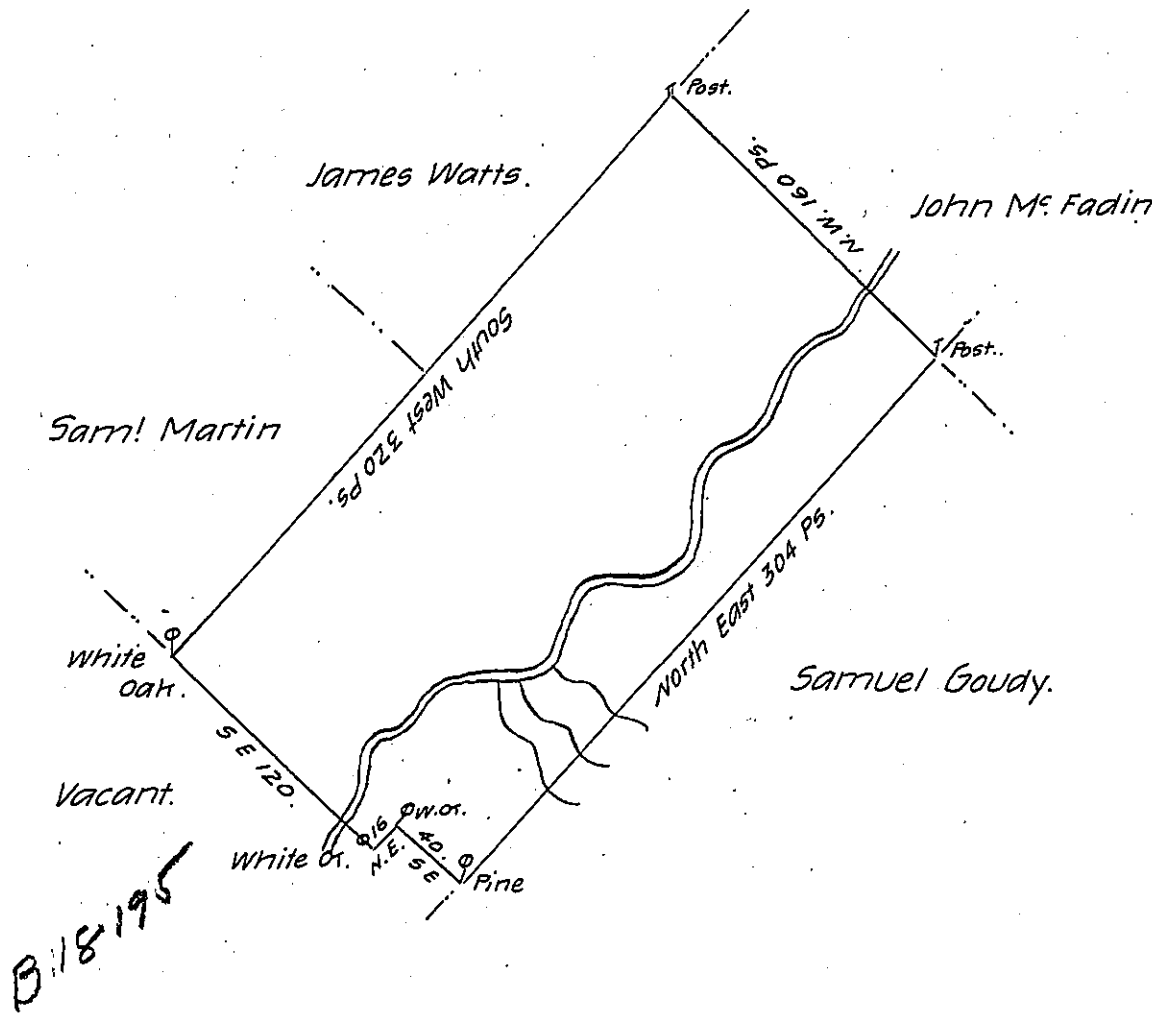 Post.
James Watts.
N.W. 160 Ps.
John Mc. Fadin
South West 320 Ps.
Post..
Sam! Martin
North East 304 Ps.
White
Oak.
Samuel Goudy.
S E 120.
Vacant.
16
N.E.
W.O.
40.
S E
White O.
Pine
B 18 195